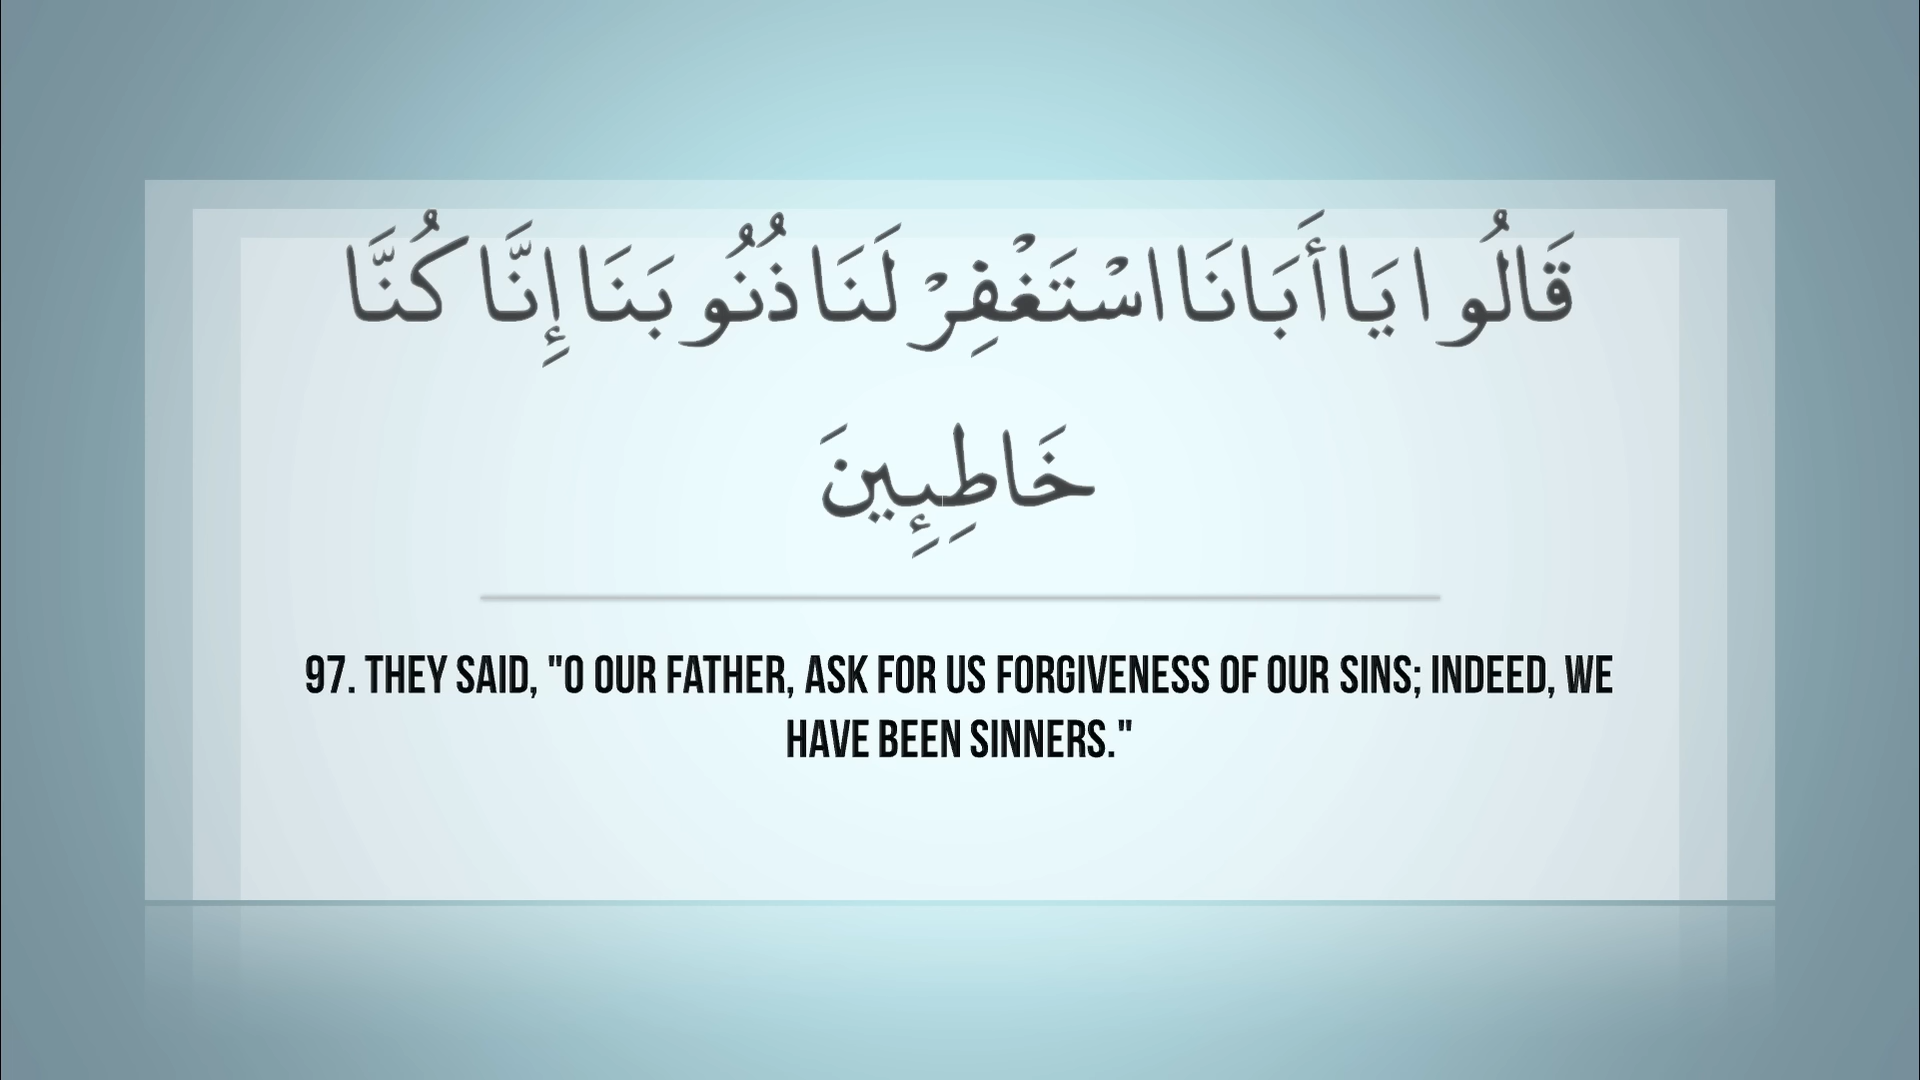 قَالُوا يَا أَبَانَا اسْتَغْفِرْ لَنَا ذُنُوبَنَا إِنَّا كُنَّا
خَاطِئِينَ
97. THEY SAID, "O OUR FATHER, ASK FOR US FORGIVENESS OF OUR SINS; INDEED, WE
HAVE BEEN SINNERS."